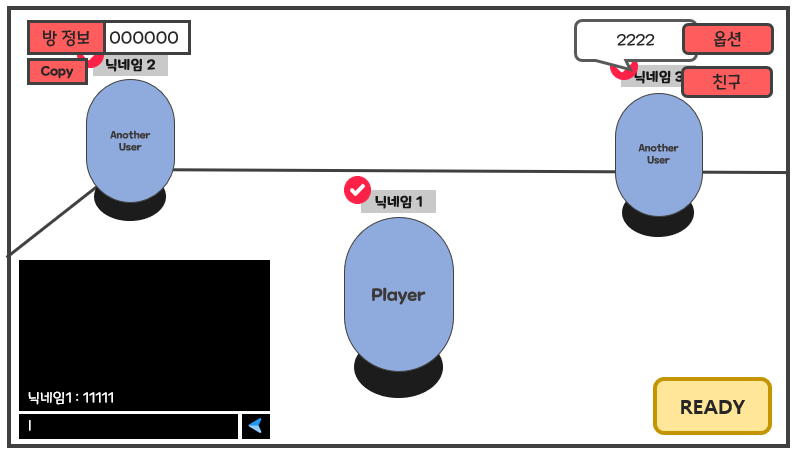 방 정보
000000
Copy
닉네임 2
2222
옵션
닉네임 3
친구
Another
User
Another
User
닉네임 1
Player
닉네임1 : 11111
READY